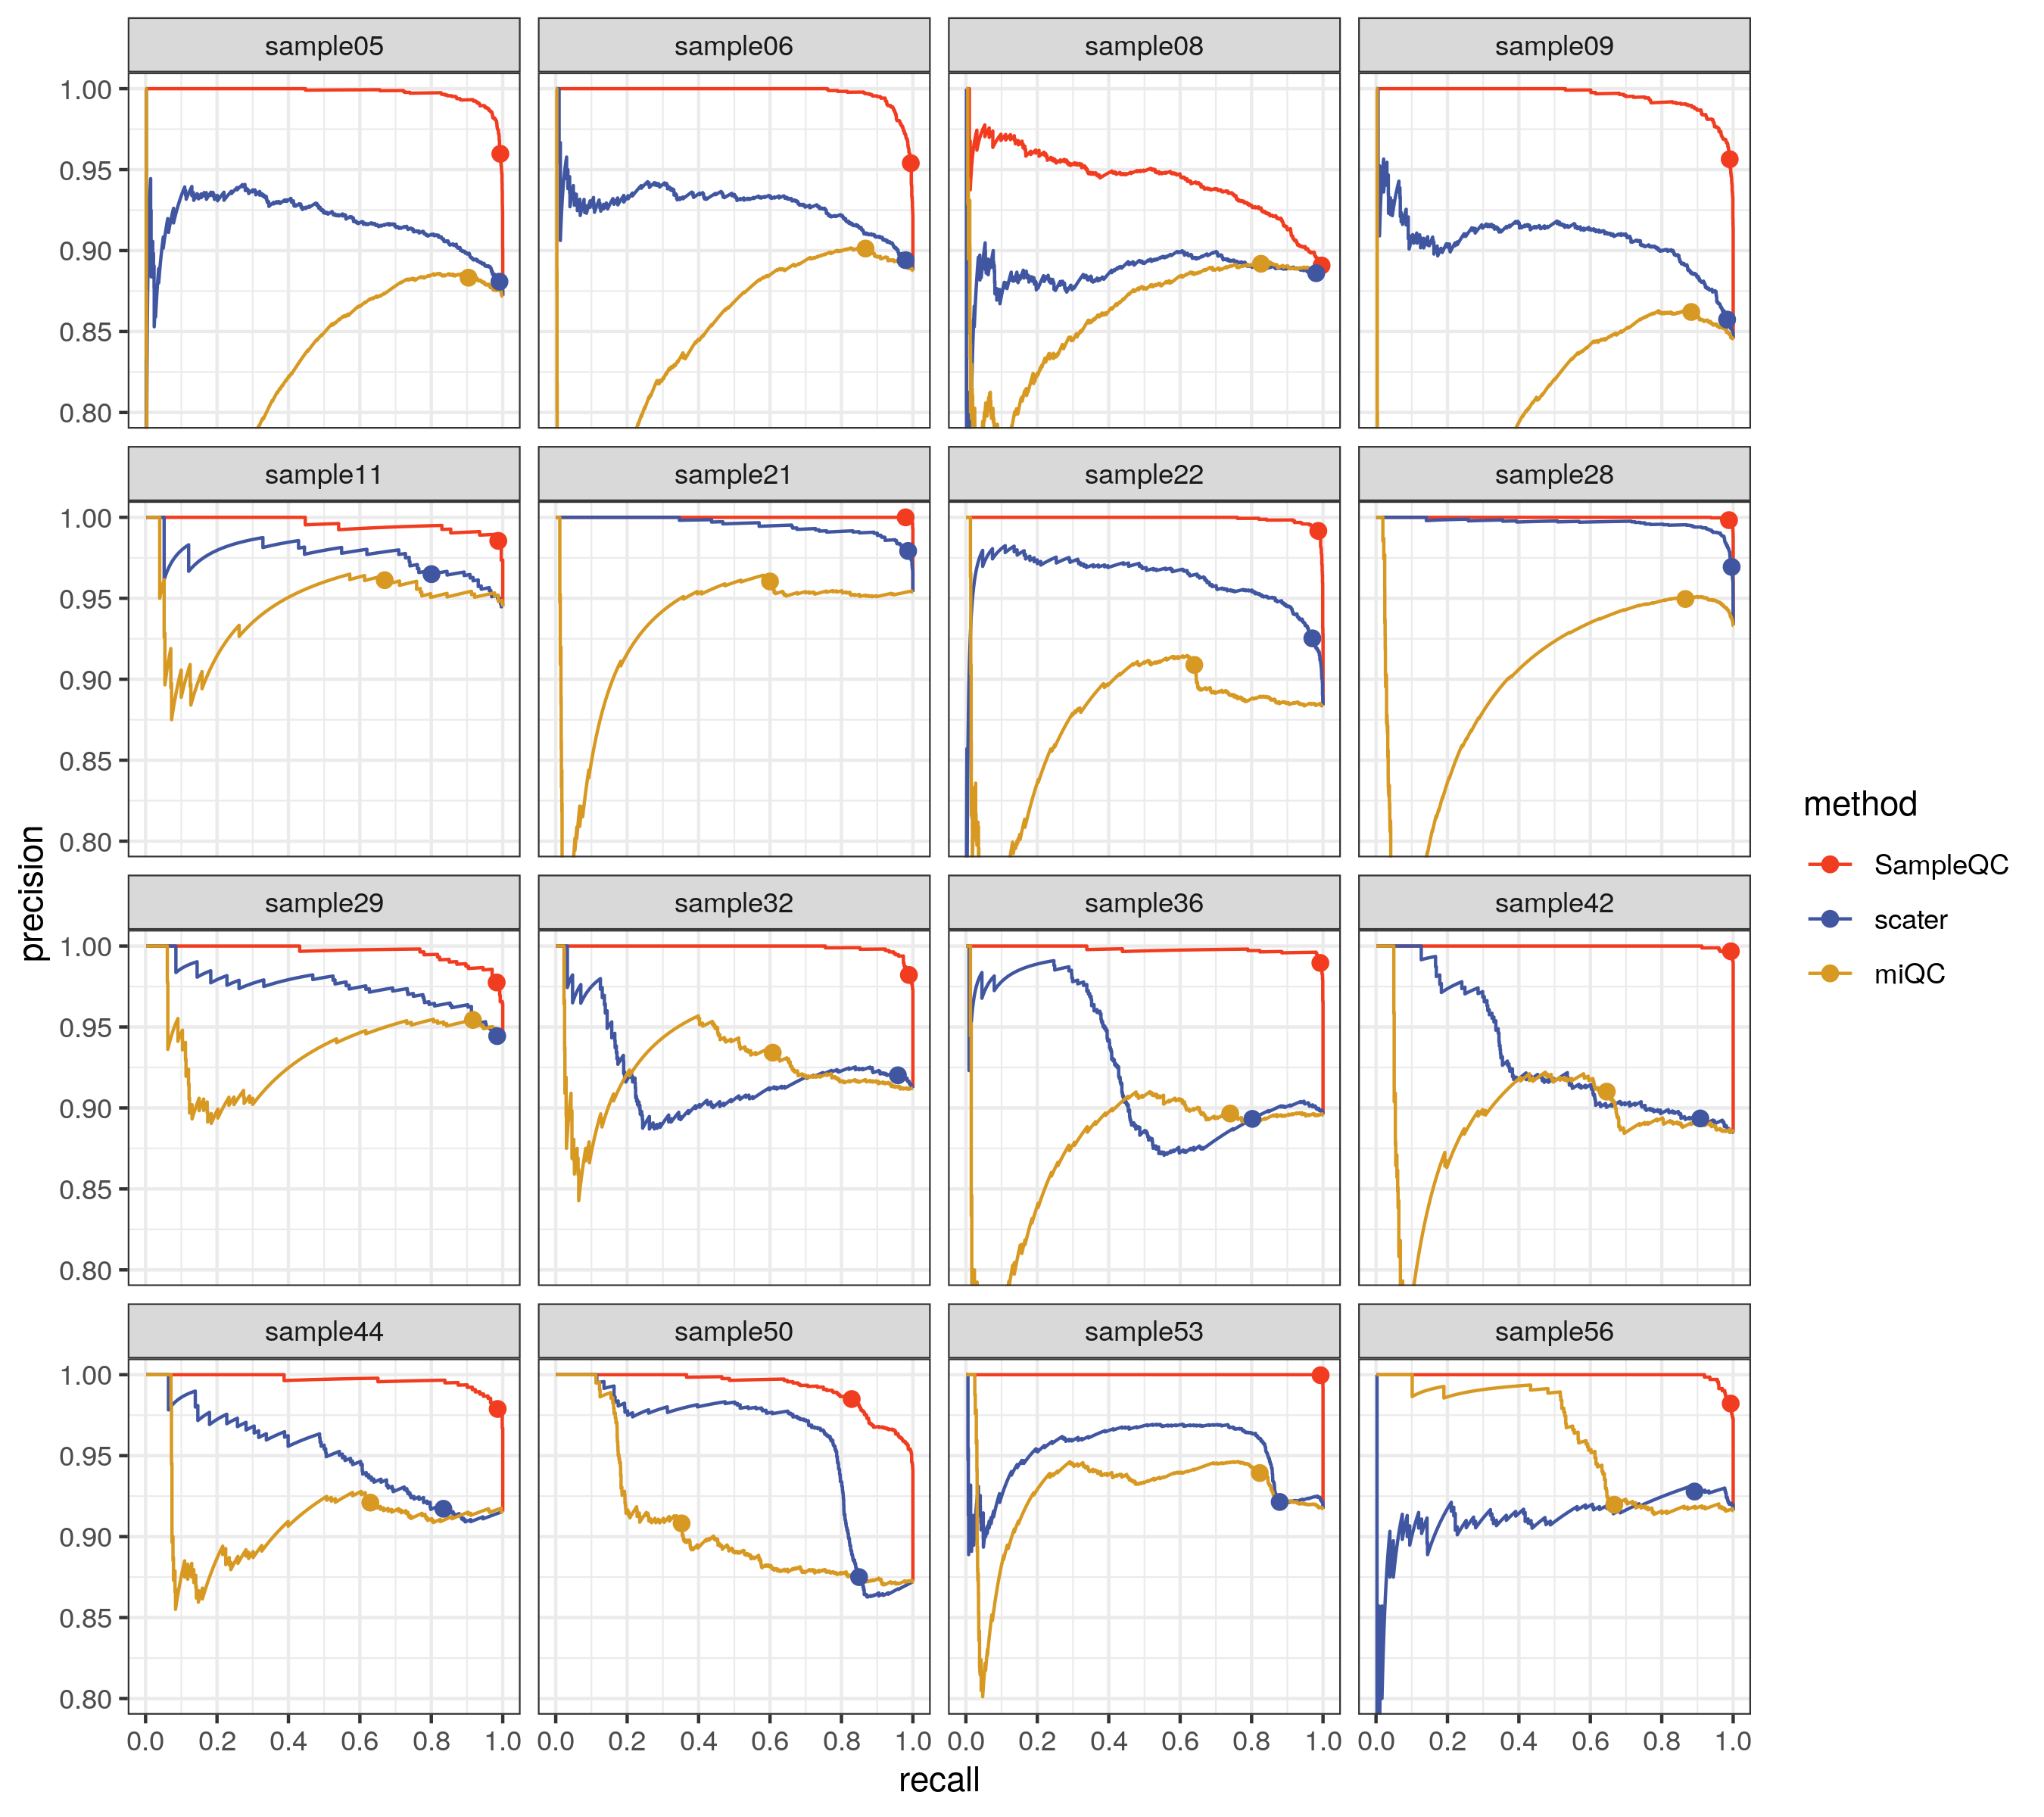 sample05 sample06 sample08 sample09
1.00
0.95
0.90
0.85
0.80
sample11 sample21 sample22 sample28
1.00
0.95
0.90
0.85
0.80
sample29 sample32 sample36 sample42
1.00
0.95
0.90
0.85
0.80
sample44 sample50 sample53 sample56
1.00
0.95
0.90
0.85
0.80
0.0 0.2 0.4 0.6 0.8 1.0 0.0 0.2 0.4 0.6 0.8 1.0 0.0 0.2 0.4 0.6 0.8 1.0 0.0 0.2 0.4 0.6 0.8 1.0
recall
precision
method
SampleQC
scater
miQC